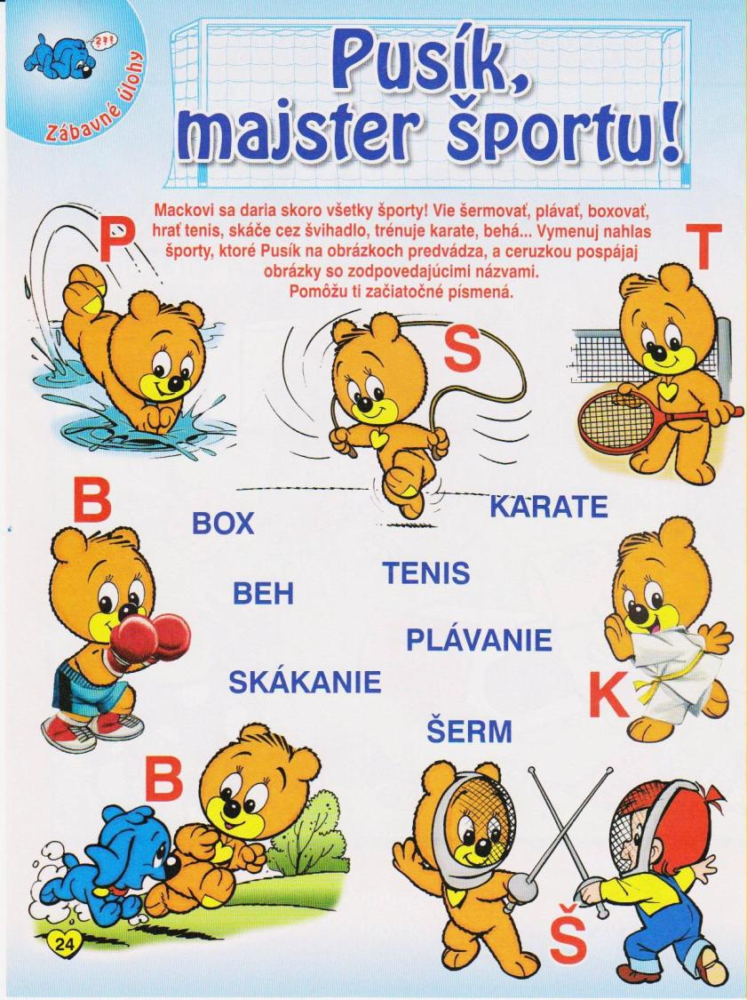 ???
Zábavné úlohy
Pusík,
majster športu!
Mackovi sa daria skoro všetky športy! Vie šermovať, plávať, boxovať,
hrať tenis, skáče cez švihadlo, trénuje karate, behá... Vymenuj nahlas
športy, ktoré Pusík na obrázkoch predvádza, a ceruzkou pospájaj
obrázky so zodpovedajúcimi názvami.
Pomôžu ti začiatočné písmená.
P
T
S
B
KARATE
BOX
TENIS
BEH
PLÁVANIE
SKÁKANIE
K
ŠERM
B
Š
24